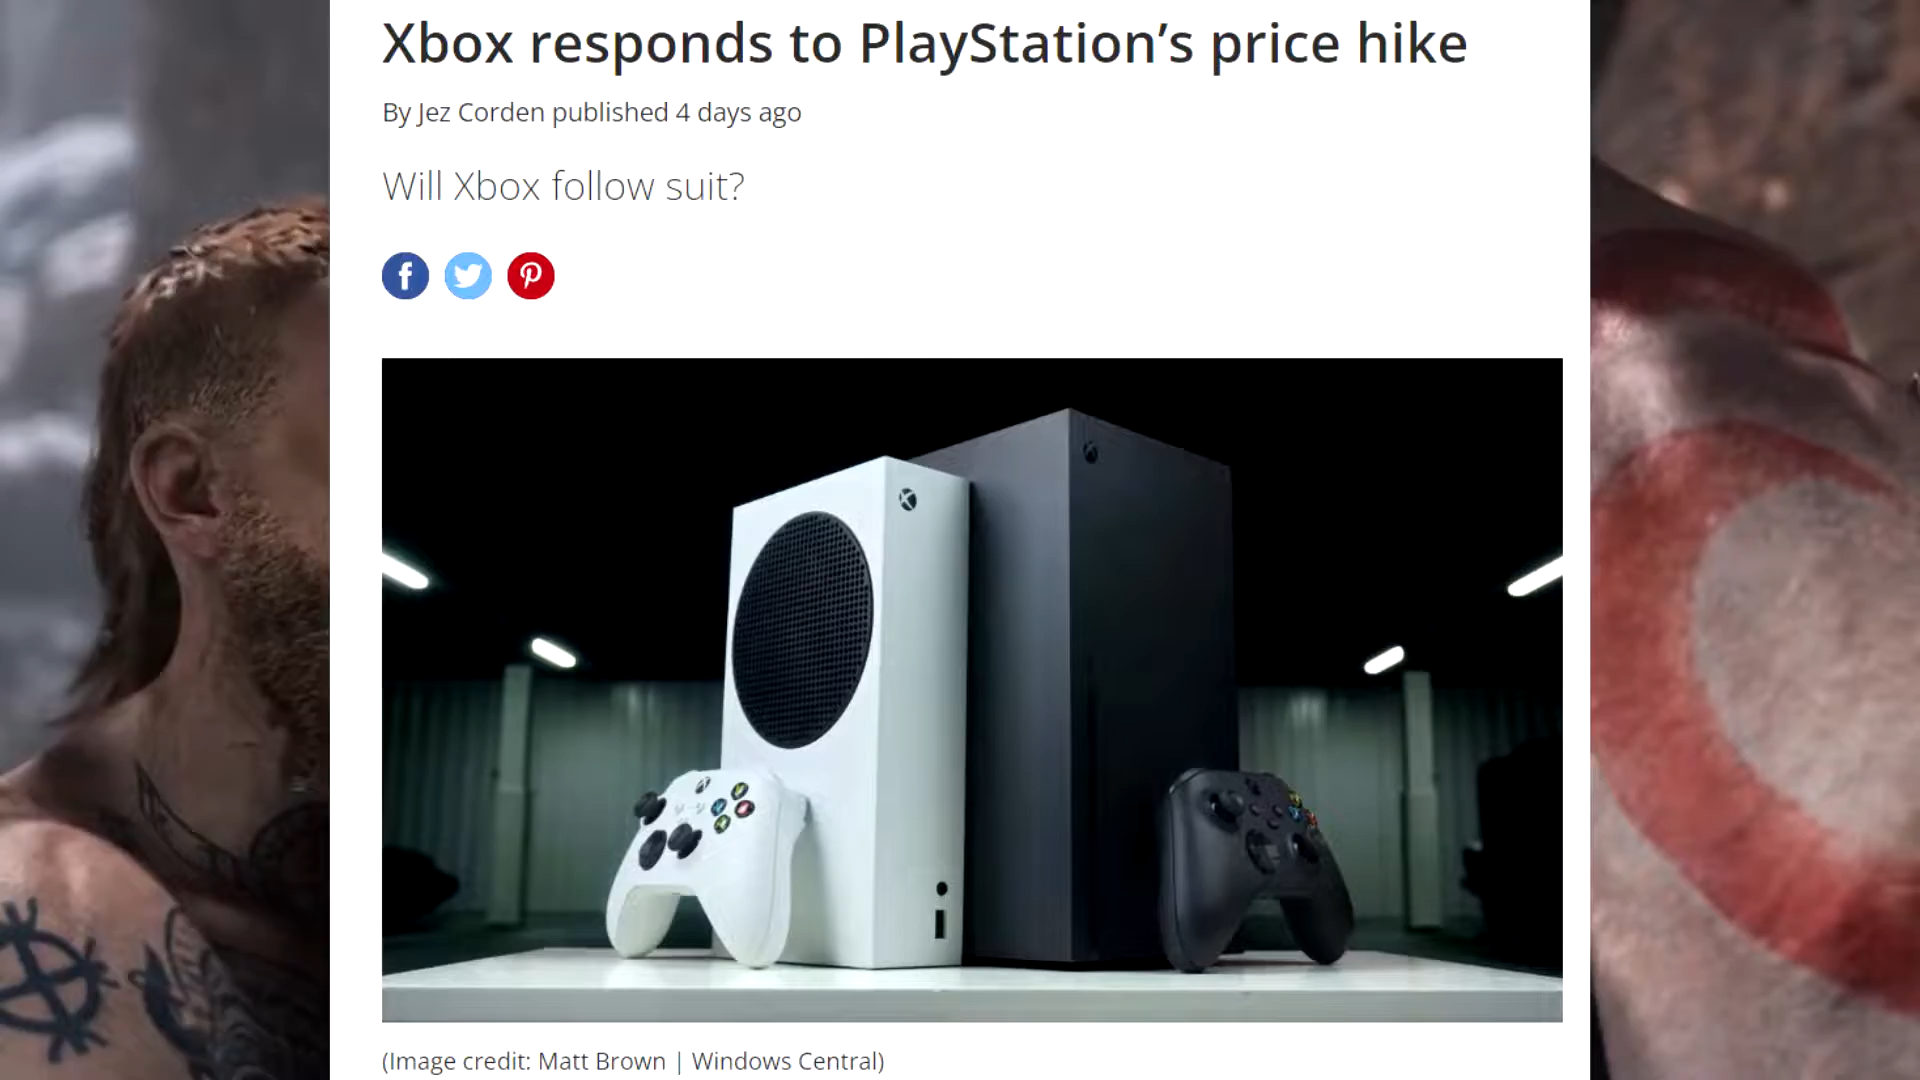 Xbox responds to PlayStation’s price hike
By Jez Corden published 4 days ago
Will Xbox follow suit?
(Image credit: Matt Brown | Windows Central)